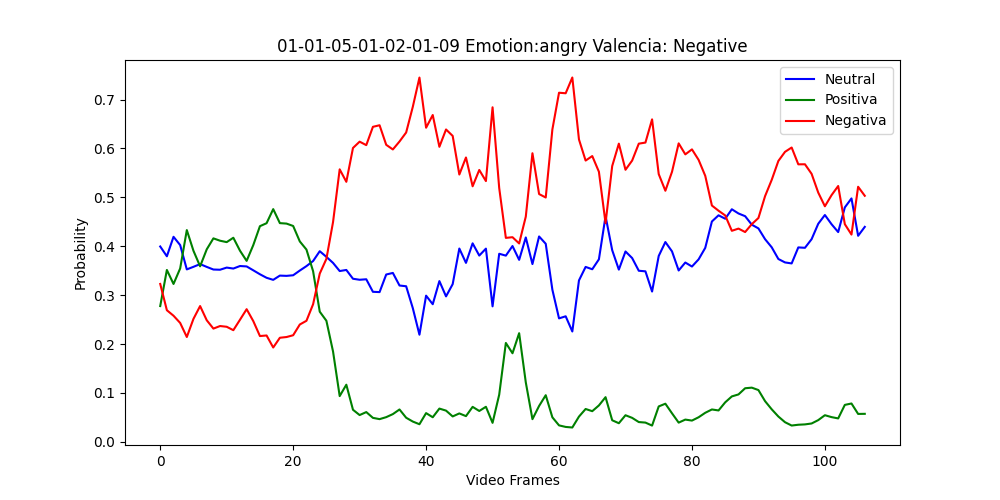 01-01-05-01-02-01-09 Emotion:angry Valencia: Negative
Neutral
Positiva
Negativa
Probability
0.7
0.6
0.5
0.4
0.3
0.2
0.1
0.0
0 20 40 60 80 100
Video Frames